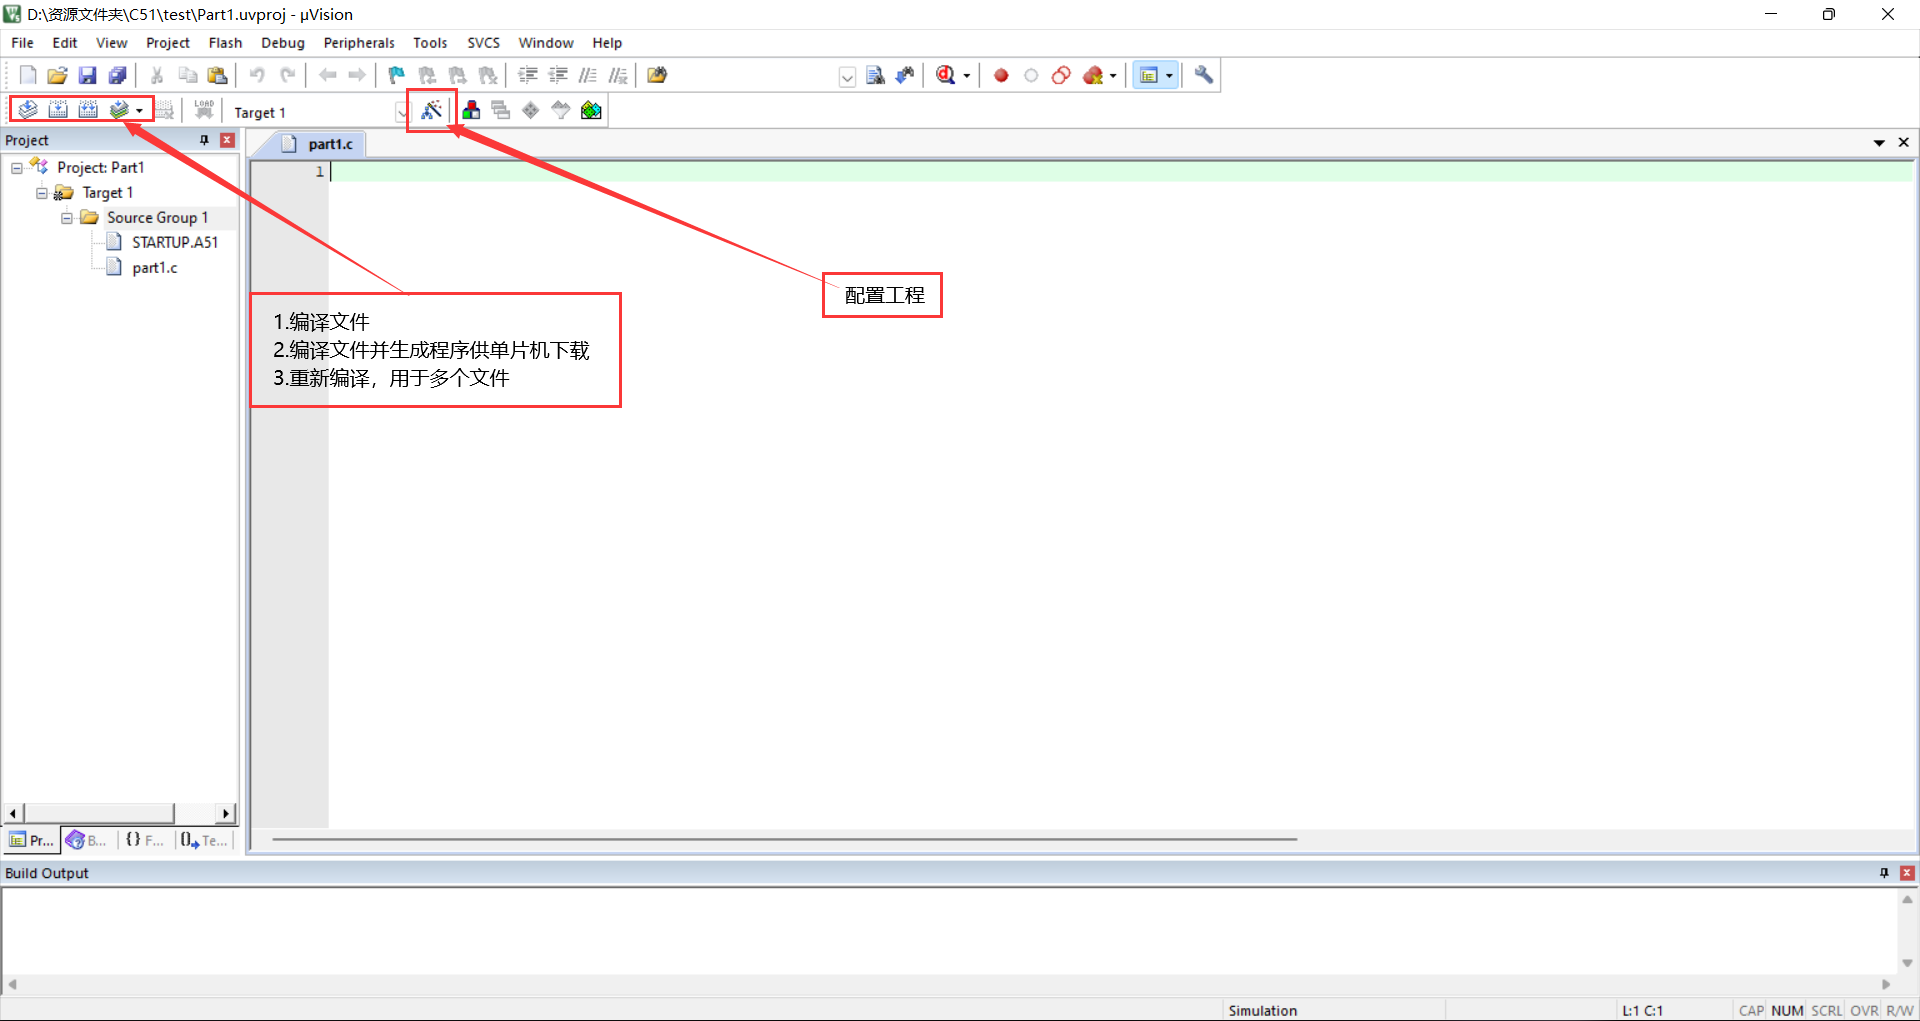 D:\资源文件夹\C51\test\Part1.uvproj - µVision
File Edit View Project Flash Debug Peripherals Tools SVCS Window Help
LOAD
Target 1
Project
part1.c
1
Project: Part1
Target 1
Source Group 1
STARTUP.A51
part1.c
配置工程
1.编译文件
2.编译文件并生成程序供单片机下载
3.重新编译，用于多个文件
Pr... B... {} F... Te...
Build Output
Simulation L:1 C:1 CAP NUM SCRL OVR R/W